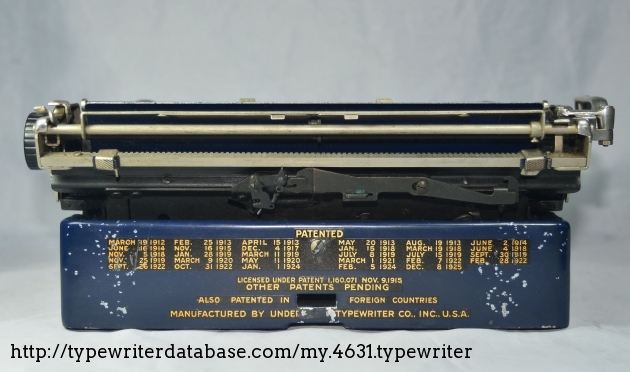 PATENTED
MARCH 19 1912 FEB. 25 1913 APRIL 15 1913 MAY 20 1913 AUG. 19 1913 JUNE 2 1914
JUNE 16 1914 NOV. 16 1915 DEC. 4 1917 JAN. 15 1918 MARCH 19 1918 JUNE 4 1918
NOV. 5 1918 JAN. 28 1919 MARCH 11 1919 JULY 8 1919 JULY 15 1919 SEPT. 30 1919
NOV. 25 1919 MARCH 9 1920 MAY 11 1920 MARCH 1 FEB. 7 1922 FEB. 28 1922
SEPT. 26 1922 OCT. 31 1922 JAN. 1 1924 FEB. 5 1924 DEC. 8 1925
LICENSED UNDER PATENT 1,160,071 NOV. 9,1915
OTHER PATENTS PENDING
ALSO PATENTED IN FOREIGN COUNTRIES
MANUFACTURED BY UNDER TYPEWRITER CO., INC., U.S.A.
http://typewriterdatabase.com/my.4631.typewriter